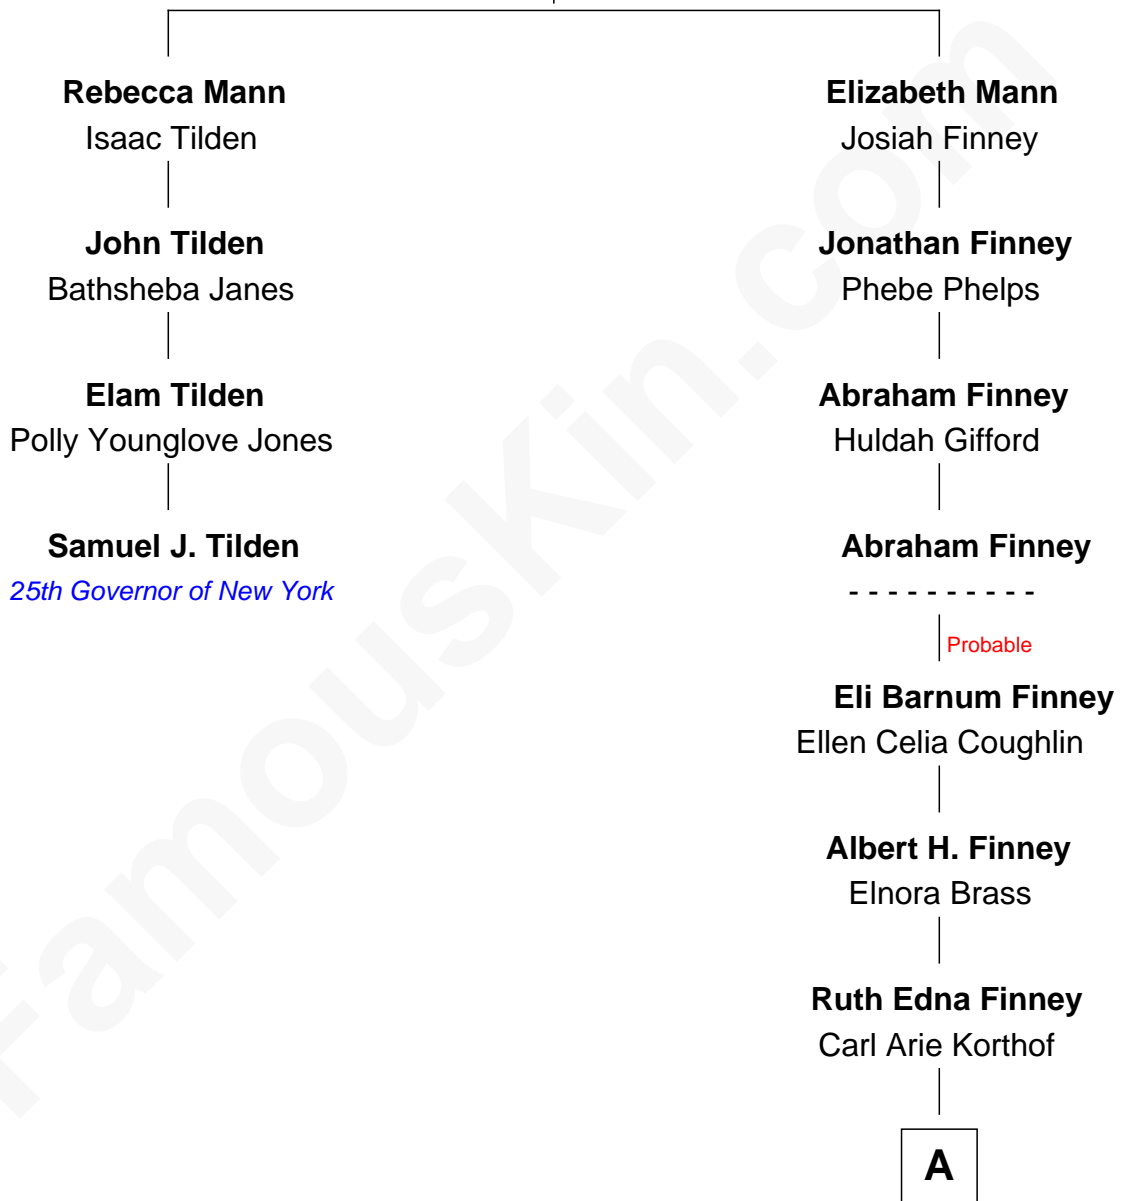 Rebecca Mann
Isaac Tilden
John Tilden
Bathsheba Janes
Elam Tilden
Polly Younglove Jones
Samuel J. Tilden
25th Governor of New York
Elizabeth Mann
Josiah Finney
Jonathan Finney
Phebe Phelps
Abraham Finney
Huldah Gifford
Abraham Finney
- - - - - - - - - -
Probable
Eli Barnum Finney
Ellen Celia Coughlin
Albert H. Finney
Elnora Brass
Ruth Edna Finney
Carl Arie Korthof
A
FamousKin.com